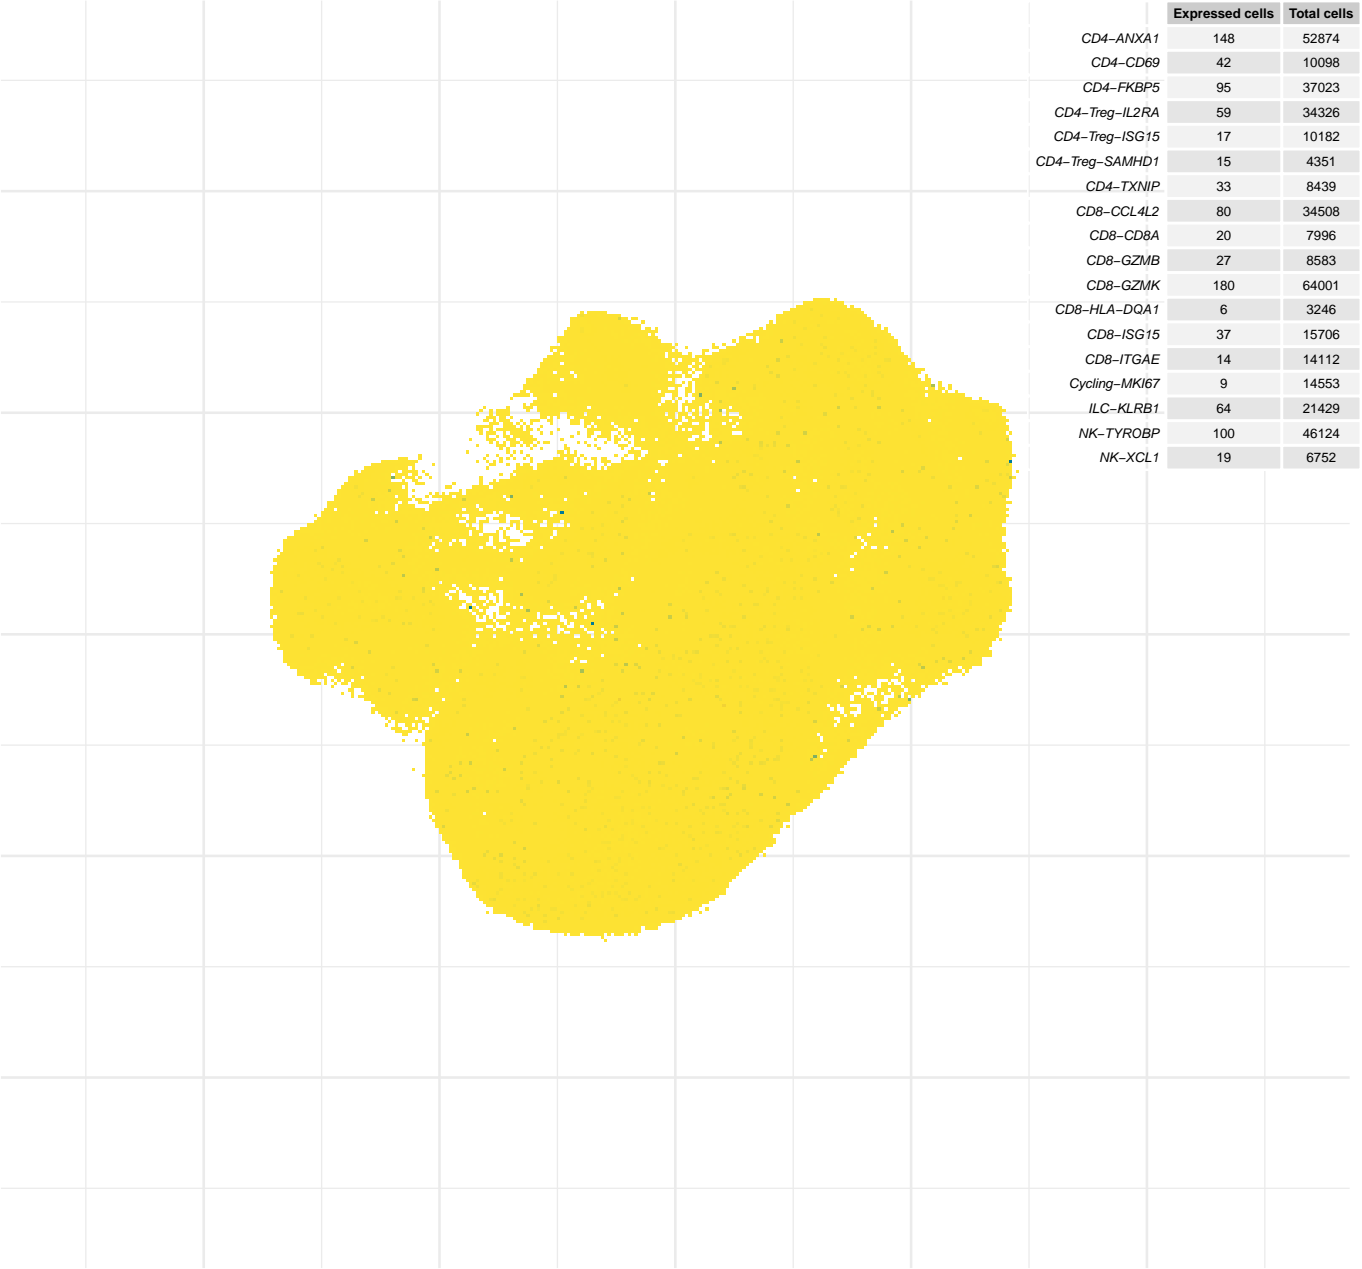 Expressed cells Total cells
CD4−ANXA1 148 52874
CD4−CD69 42 10098
CD4−FKBP5 95 37023
CD4−Treg−IL2RA 59 34326
CD4−Treg−ISG15 17 10182
CD4−Treg−SAMHD1 15 4351
CD4−TXNIP 33 8439
CD8−CCL4L2 80 34508
CD8−CD8A 20 7996
CD8−GZMB 27 8583
CD8−GZMK 180 64001
CD8−HLA−DQA1 6 3246
CD8−ISG15 37 15706
CD8−ITGAE 14 14112
Cycling−MKI67 9 14553
ILC−KLRB1 64 21429
NK−TYROBP 100 46124
NK−XCL1 19 6752